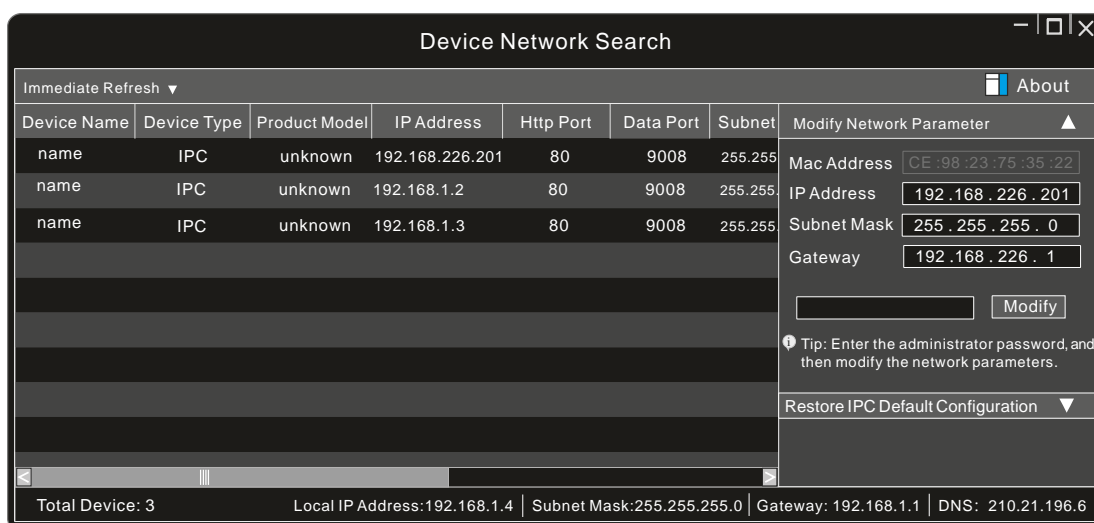 Device Network Search
Immediate Refresh ▼
About
Device Name Device Type Product Model IP Address Http Port Data Port Subnet
name IPC unknown 192.168.226.201 80 9008 255.255
name IPC unknown 192.168.1.2 80 9008 255.255.
name IPC unknown 192.168.1.3 80 9008 255.255.
Modify Network Parameter
Mac Address CE :98 :23 :75 :35 :22
IP Address 192 .168 . 226 . 201
Subnet Mask 255 . 255 . 255 . 0
Gateway 192 .168 . 226 . 1
Modify
Tip: Enter the administrator password, and
then modify the network parameters.
Restore IPC Default Configuration
Total Device: 3 Local IP Address:192.168.1.4 Subnet Mask:255.255.255.0 Gateway: 192.168.1.1 DNS: 210.21.196.6